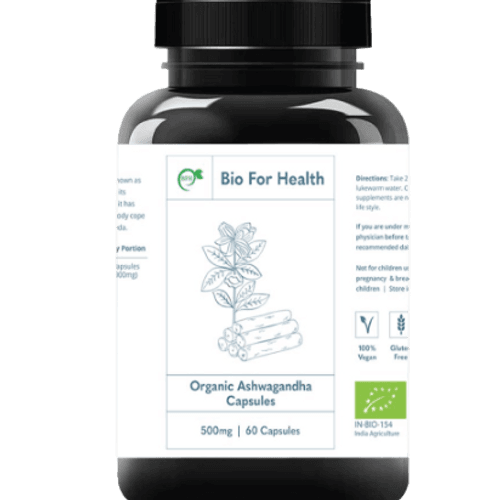 Bio For Health
Organic Ashwagandha
Capsules
500mg | 60 Capsules
nown as
its
it has
ody cope
eda.
y Portion
apsules
00mg)
Directions: Take 2
lukewarm water. C
supplements are n
life style.
If you are under m
physician before t
recommended da
Not for children u
pregnancy & brea
children | Store i
100%
Vegan
Glute
Free
IN-BIO-154
India Agriculture